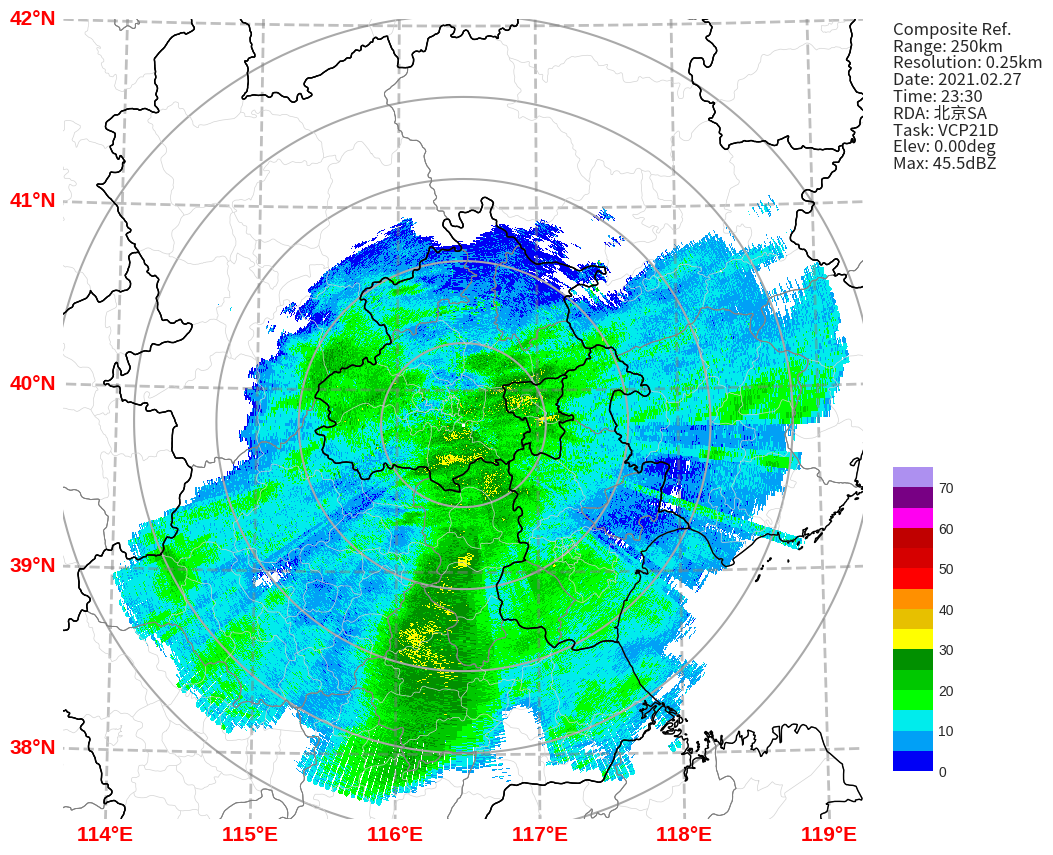 42°N
41°N
40°N
39°N
38°N
114°E
115°E
116°E
117°E
118°E
119°E
Composite Ref.
Range: 250km
Resolution: 0.25km
Date: 2021.02.27
Time: 23:30
RDA: 北京SA
Task: VCP21D
Elev: 0.00deg
Max: 45.5dBZ
70
60
50
40
30
20
10
0